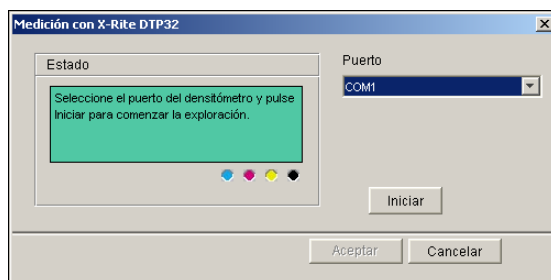 Medición con X-Rite DTP32
Estado
Seleccione el puerto del densitómetro y pulse
Iniciar para comenzar la exploración.
Puerto
COM1
Iniciar
Aceptar
Cancelar